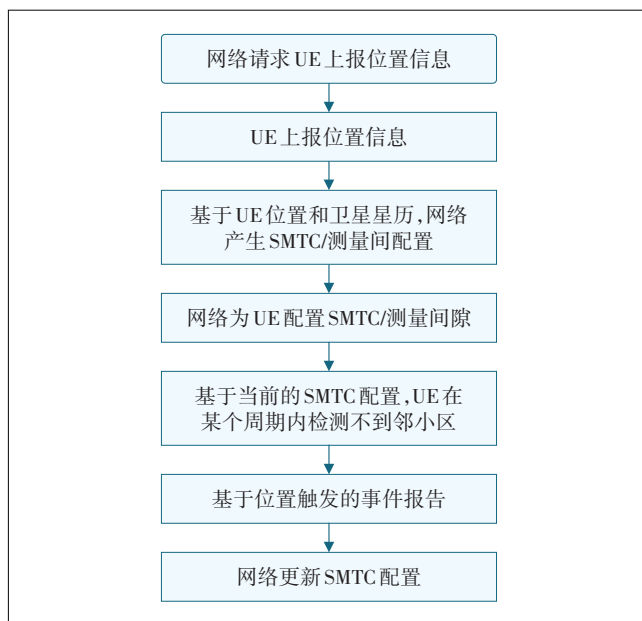 网络请求UE上报位置信息
UE上报位置信息
基于UE位置和卫星星历,网络
产生SMTC/测量间配置
网络为UE配置SMTC/测量间隙
基于当前的SMTC配置,UE在
某个周期内检测不到邻小区
基于位置触发的事件报告
网络更新SMTC配置